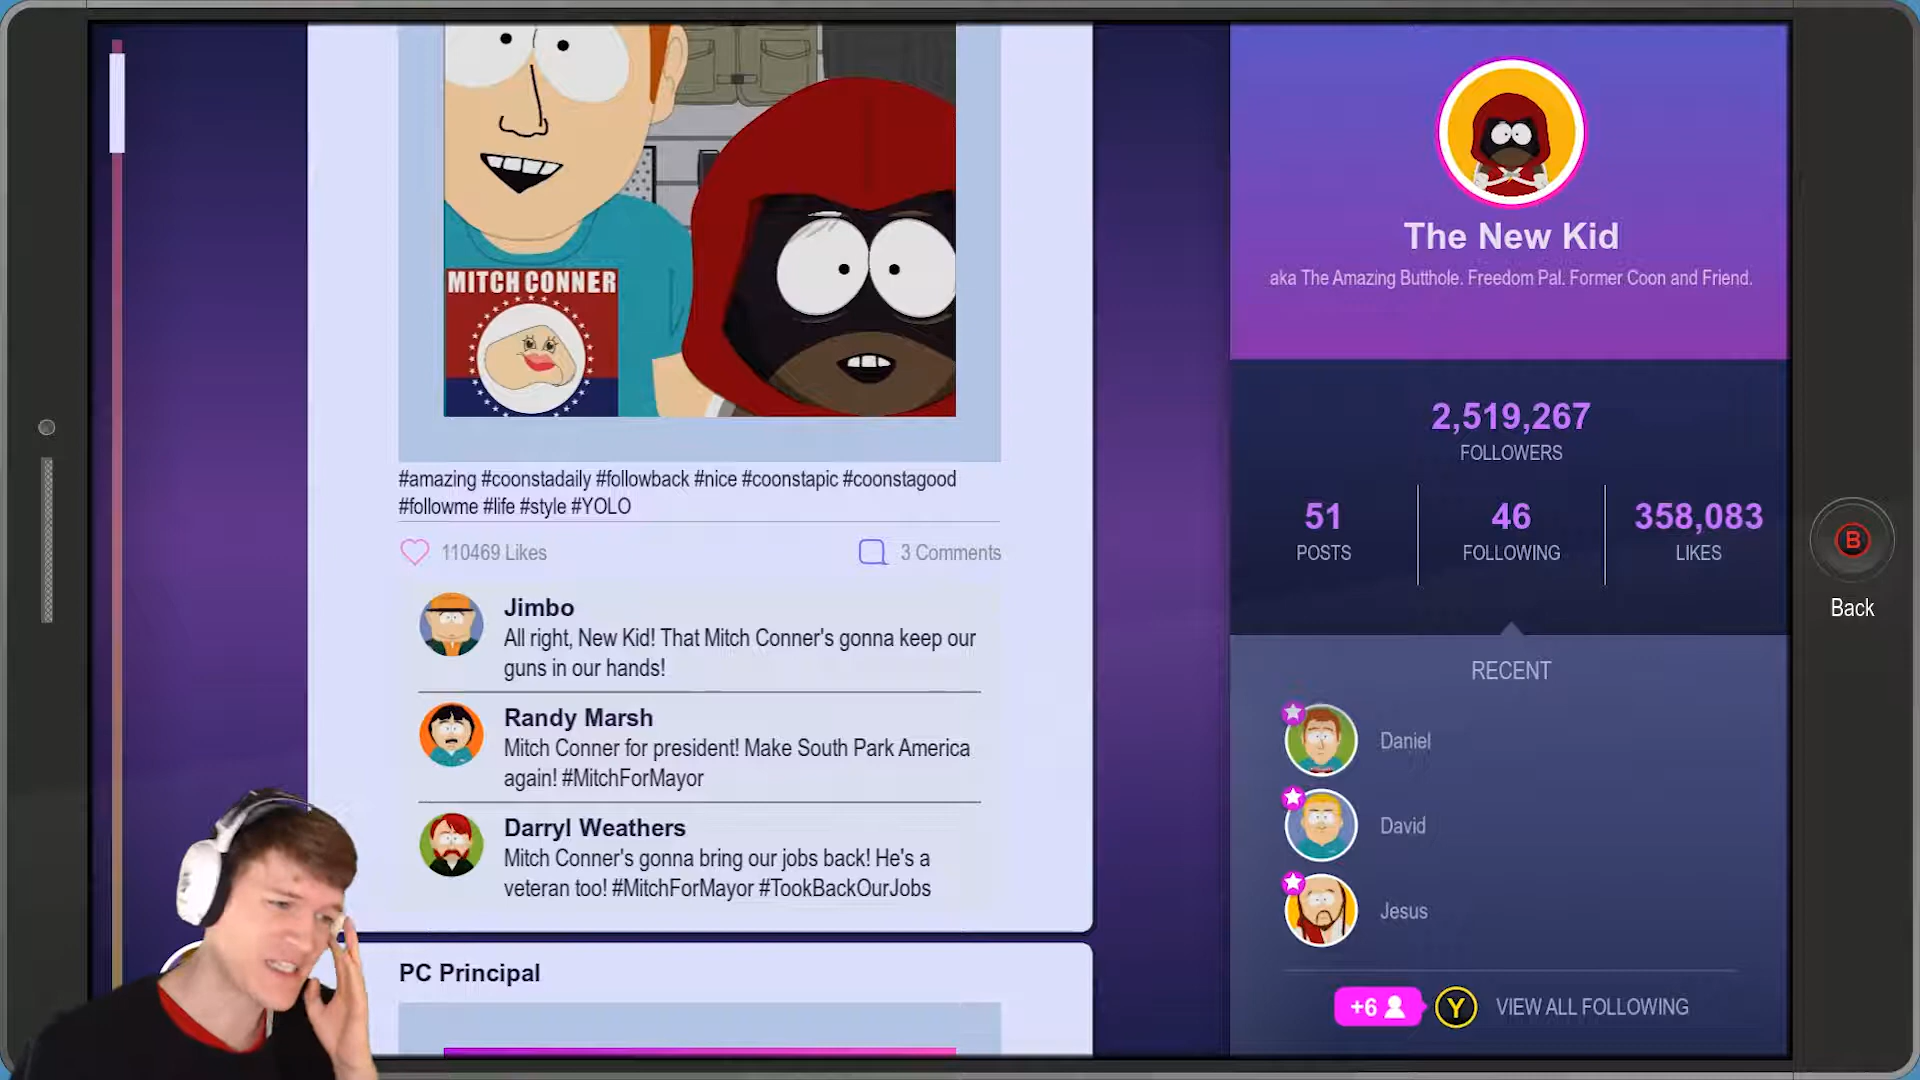 MITCH CONNER
#amazing #coonstadaily #followback #nice #coonstapic #coonstagood
#followme #life #style #YOLO
110469 Likes
3 Comments
Jimbo
All right, New Kid! That Mitch Conner's gonna keep our
guns in our hands!
Randy Marsh
Mitch Conner for president! Make South Park America
again! #MitchForMayor
Darryl Weathers
Mitch Conner's gonna bring our jobs back! He's a
veteran too! #MitchForMayor #TookBackOurJobs
PC Principal
The New Kid
aka The Amazing Butthole. Freedom Pal. Former Coon and Friend.
2,519,267
FOLLOWERS
51
POSTS
46
FOLLOWING
358,083
LIKES
RECENT
Daniel
David
Jesus
+6
Y
VIEW ALL FOLLOWING
B
Back